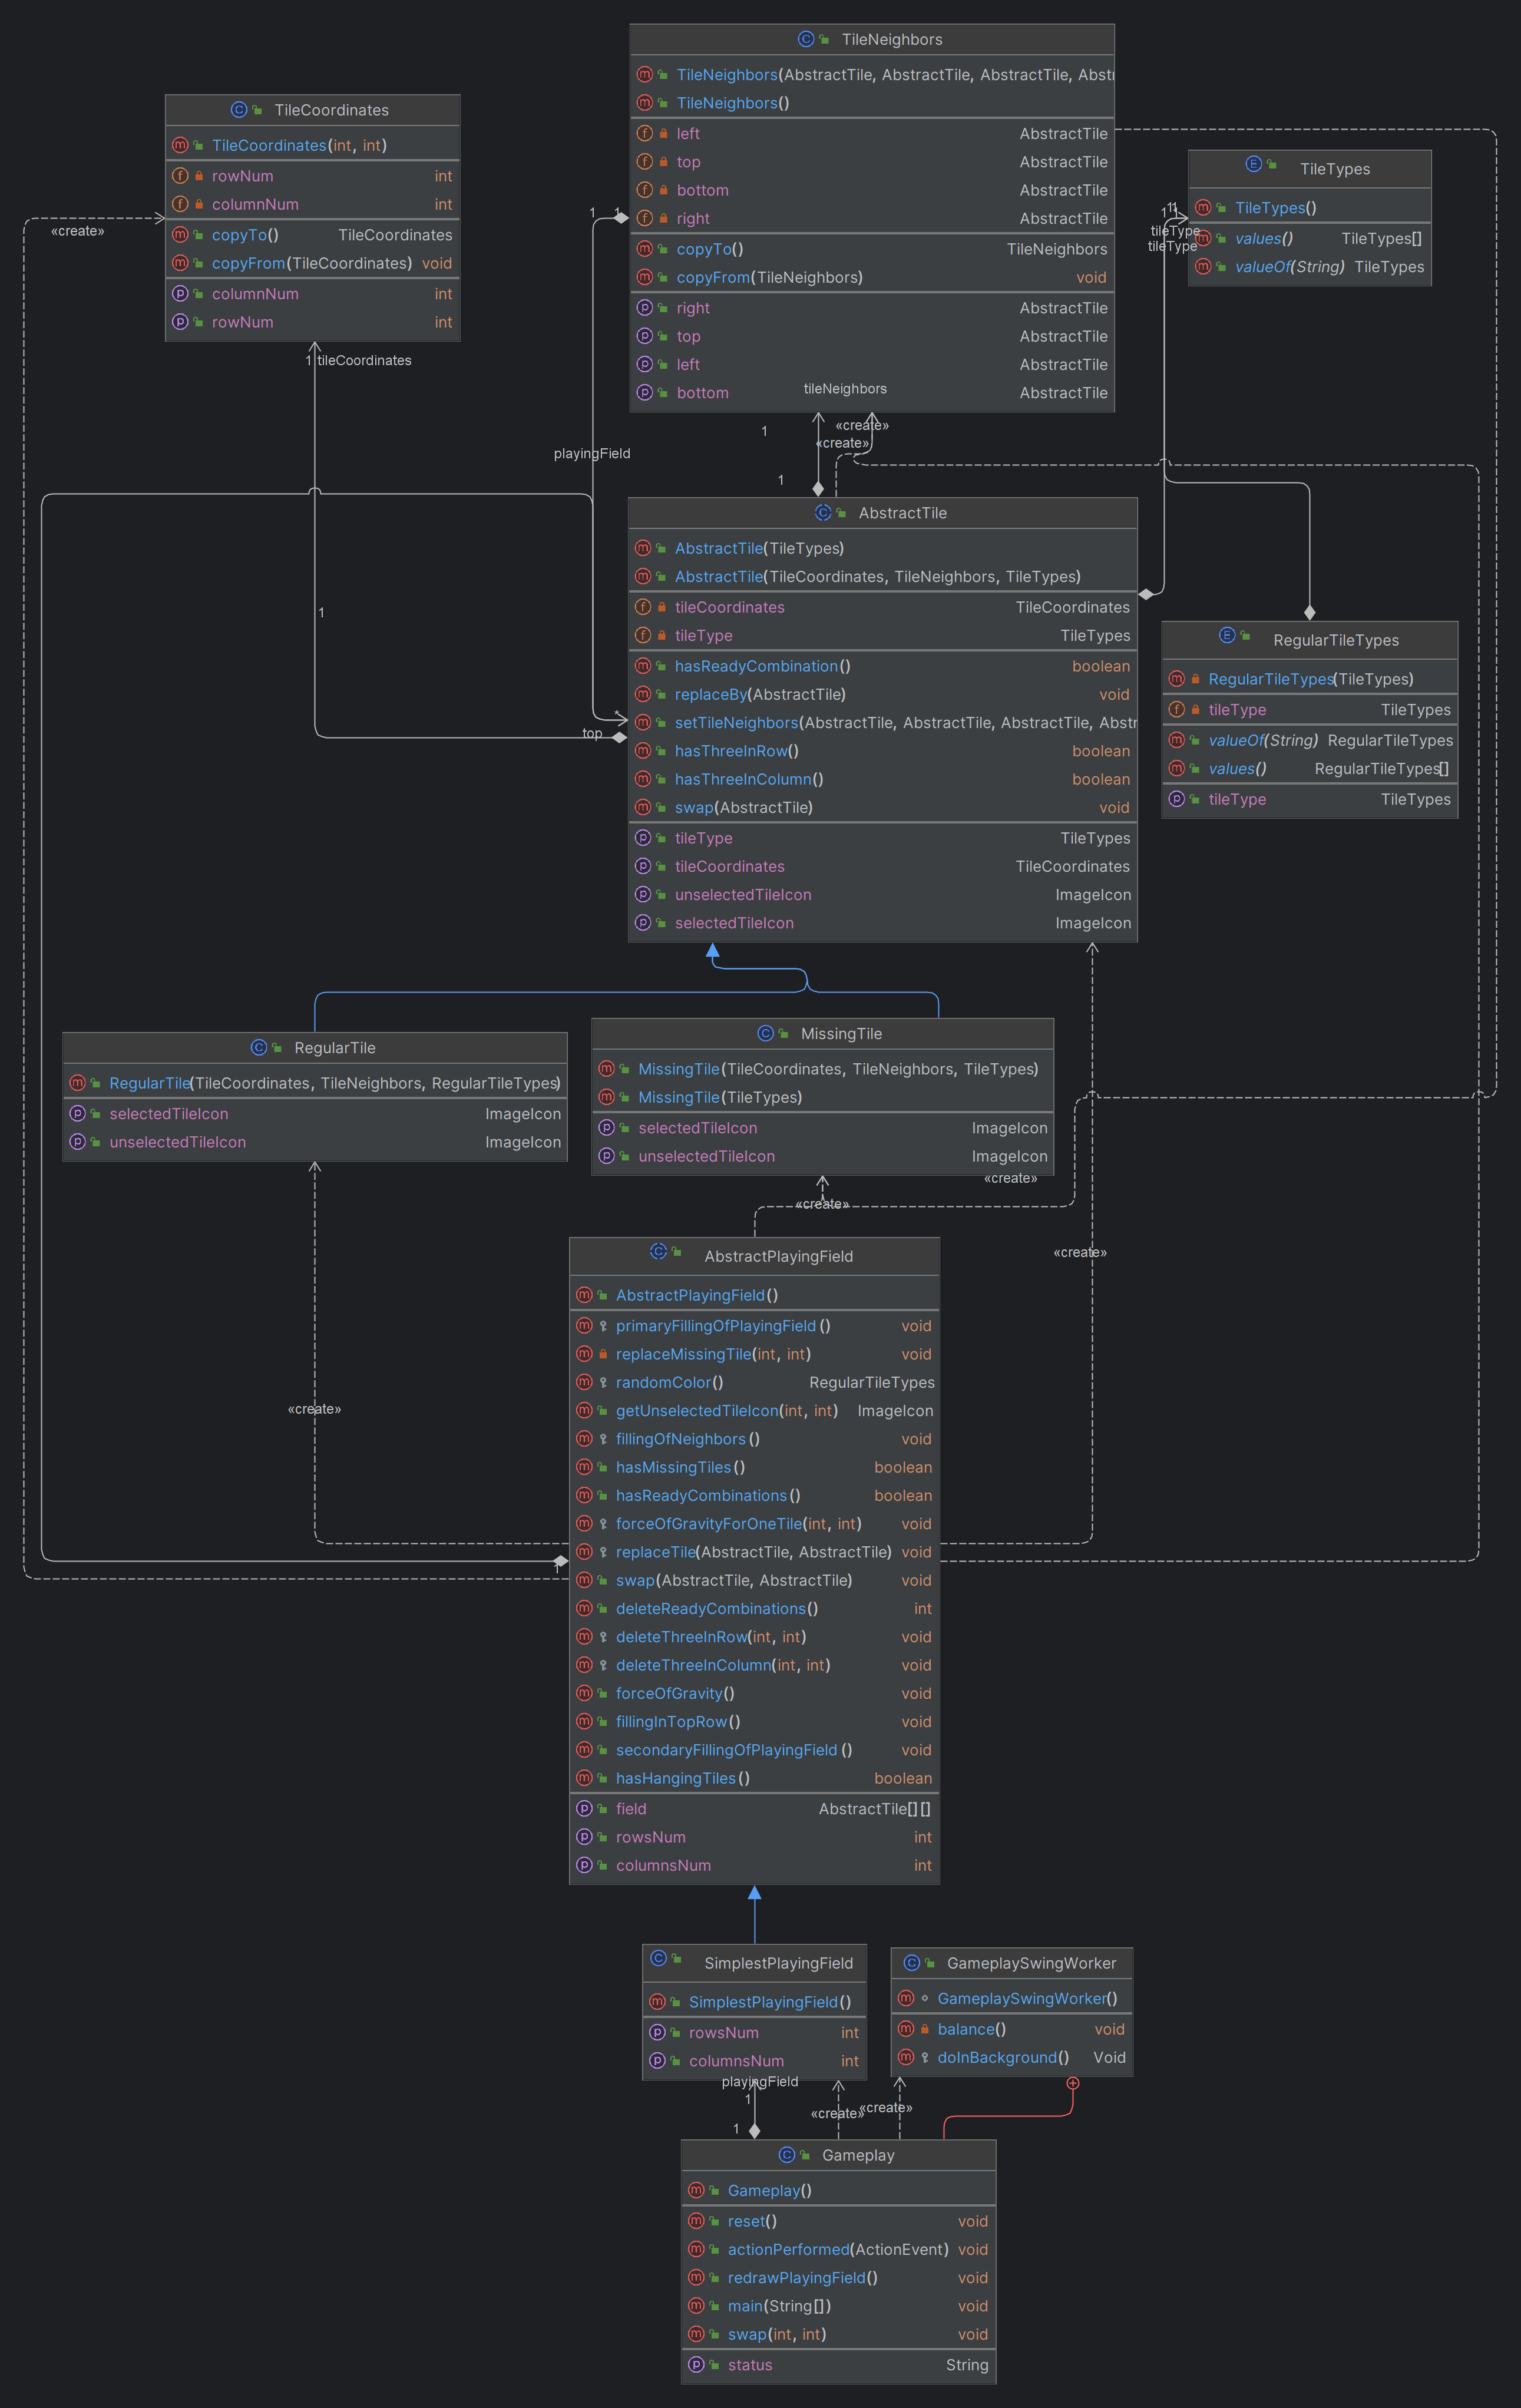 TileNeighbors
TileNeighbors(AbstractTile, AbstractTile, AbstractTile, Abst
TileNeighbors()
left AbstractTile
top AbstractTile
bottom AbstractTile
right AbstractTile
copyTo() TileNeighbors
copyFrom(TileNeighbors) void
right AbstractTile
top AbstractTile
left AbstractTile
bottom AbstractTile
TileCoordinates
TileCoordinates(int, int)
rowNum int
columnNum int
copyTo() TileCoordinates
copyFrom(TileCoordinates) void
columnNum int
rowNum int
TileTypes
TileTypes()
values() TileTypes[]
valueOf(String) TileTypes
«create»
1
1
1
1
1
tileType
tileType
1 tileCoordinates
tileNeighbors
«create»
«create»
1
1
playingField
1
*
top
AbstractTile
AbstractTile(TileTypes)
AbstractTile(TileCoordinates, TileNeighbors, TileTypes)
tileCoordinates TileCoordinates
tileType TileTypes
hasReadyCombination() boolean
replaceBy(AbstractTile) void
setTileNeighbors(AbstractTile, AbstractTile, AbstractTile, Abstr
hasThreeInRow() boolean
hasThreeInColumn() boolean
swap(AbstractTile) void
tileType TileTypes
tileCoordinates TileCoordinates
unselectedTileIcon ImageIcon
selectedTileIcon ImageIcon
RegularTileTypes
RegularTileTypes(TileTypes)
tileType TileTypes
valueOf(String) RegularTileTypes
values() RegularTileTypes[]
tileType TileTypes
RegularTile
RegularTile(TileCoordinates, TileNeighbors, RegularTileTypes)
selectedTileIcon ImageIcon
unselectedTileIcon ImageIcon
MissingTile
MissingTile(TileCoordinates, TileNeighbors, TileTypes)
MissingTile(TileTypes)
selectedTileIcon ImageIcon
unselectedTileIcon ImageIcon
«create»
«create»
«create»
«create»
1
AbstractPlayingField
AbstractPlayingField()
primaryFillingOfPlayingField() void
replaceMissingTile(int, int) void
randomColor() RegularTileTypes
getUnselectedTileIcon(int, int) ImageIcon
fillingOfNeighbors() void
hasMissingTiles() boolean
hasReadyCombinations() boolean
forceOfGravityForOneTile(int, int) void
replaceTile(AbstractTile, AbstractTile) void
swap(AbstractTile, AbstractTile) void
deleteReadyCombinations() int
deleteThreeInRow(int, int) void
deleteThreeInColumn(int, int) void
forceOfGravity() void
fillingInTopRow() void
secondaryFillingOfPlayingField() void
hasHangingTiles() boolean
field AbstractTile[][]
rowsNum int
columnsNum int
SimplestPlayingField
SimplestPlayingField()
rowsNum int
columnsNum int
GameplaySwingWorker
GameplaySwingWorker()
balance() void
doInBackground() Void
playingField
1
1
«create»
«create»
Gameplay
Gameplay()
reset() void
actionPerformed(ActionEvent) void
redrawPlayingField() void
main(String[]) void
swap(int, int) void
status String